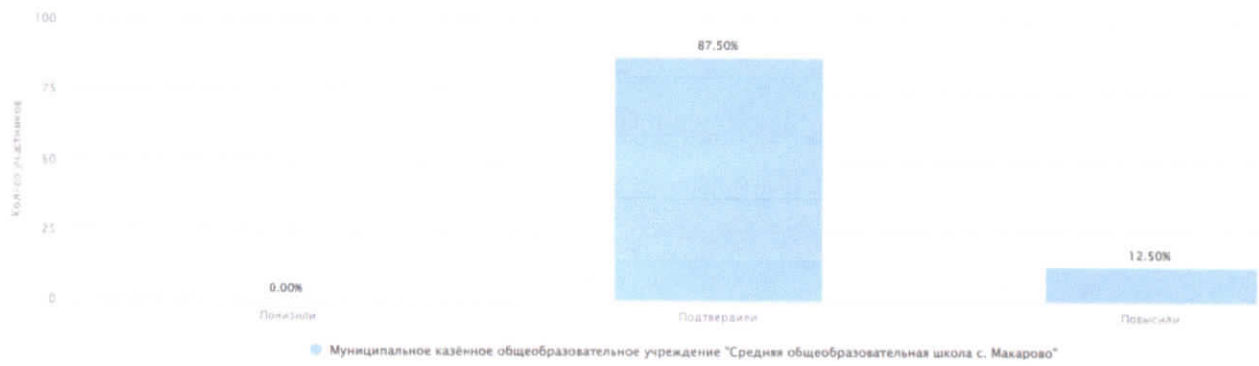 100
87.50%
75
Кол-во участников
50
25
12.50%
0.00%
0
Понизили
Подтвердили
Повысили
Муниципальное казённое общеобразовательное учреждение "Средняя общеобразовательная школа с. Макарово"